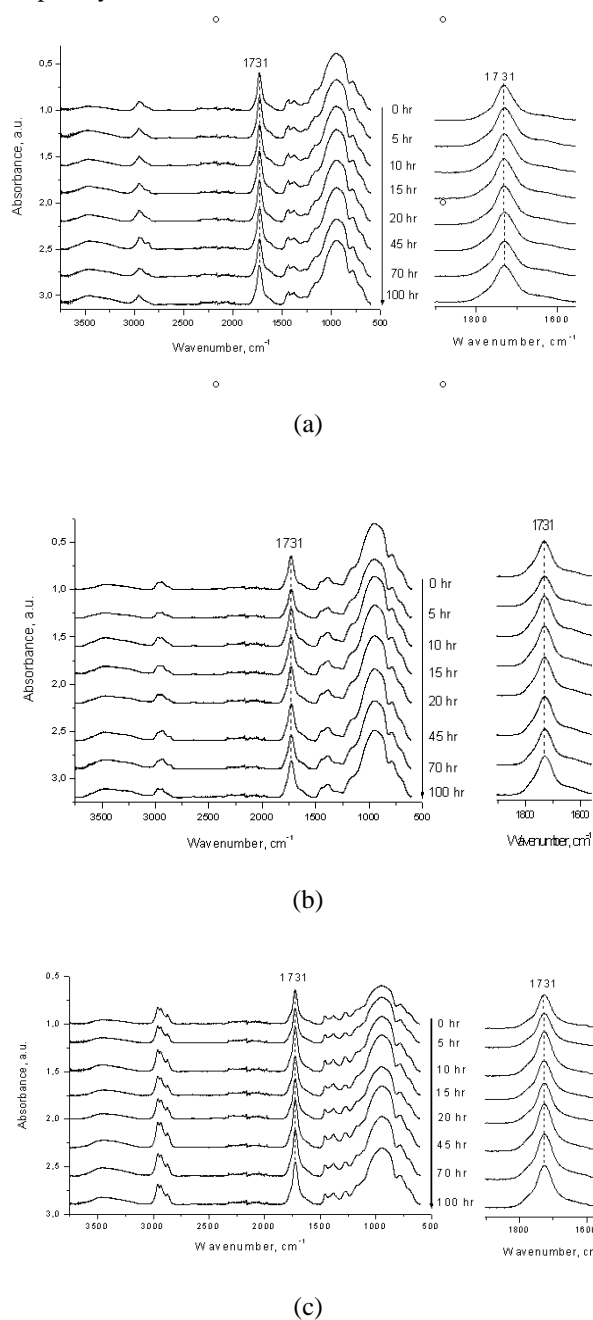 1731
1731
0,5
1,0
1,5
2,0
2,5
3,0
Absorbance, a.u.
0 hr
5 hr
10 hr
15 hr
20 hr
45 hr
70 hr
100 hr
3500 3000 2500 2000 1500 1000 500
1800 1600
Wavenumber, cm⁻¹
Wavenumber, cm⁻¹
(a)
1731
1731
0,5
1,0
1,5
2,0
2,5
3,0
Absorbance, a.u.
0 hr
5 hr
10 hr
15 hr
20 hr
45 hr
70 hr
100 hr
3500 3000 2500 2000 1500 1000 500
1800 1600
Wavenumber, cm⁻¹
Wavenumber, cm⁻¹
(b)
1731
1731
0,5
1,0
1,5
2,0
2,5
3,0
Absorbance, a.u.
0 hr
5 hr
10 hr
15 hr
20 hr
45 hr
70 hr
100 hr
3500 3000 2500 2000 1500 1000 500
1800
Wavenumber, cm⁻¹
Wavenumber,
(c)